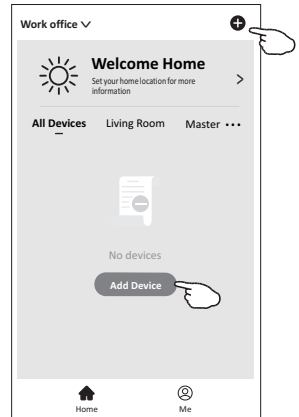 Work office
Welcome Home
Set your home location for more
information
All Devices Living Room Master
No devices
Add Device
Home Me